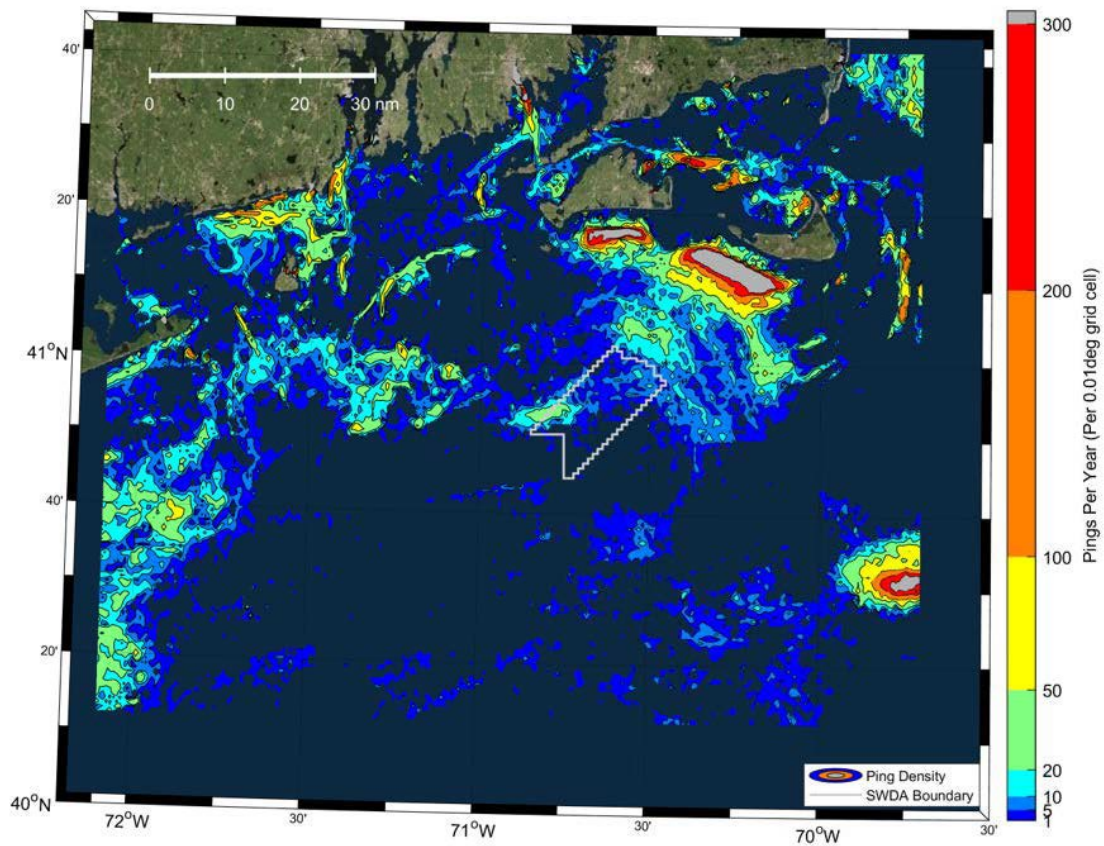 40'
0 10 20 30 nm
20'
41°N
40'
20'
40°N
72°W 30' 71°W 30' 70°W 30'
Ping Density
SWDA Boundary
300
200
100
50
20
10
5
1
Pings Per Year (Per 0.01deg grid cell)